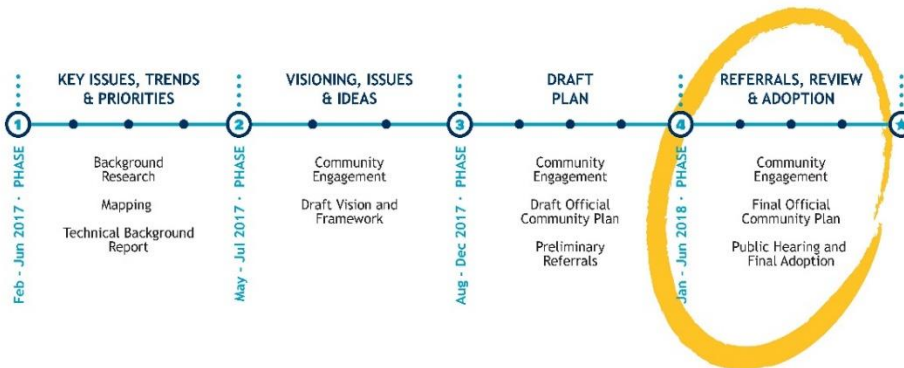 KEY ISSUES, TRENDS
& PRIORITIES
1
Feb - Jun 2017 · PHASE
Background
Research
Mapping
Technical Background
Report
VISIONING, ISSUES
& IDEAS
2
May - Jul 2017 · PHASE
Community
Engagement
Draft Vision and
Framework
DRAFT
PLAN
3
Aug - Dec 2017 · PHASE
Community
Engagement
Draft Official
Community Plan
Preliminary
Referrals
REFERRALS, REVIEW
& ADOPTION
4
Jan - Jun 2018 · PHASE
Community
Engagement
Final Official
Community Plan
Public Hearing and
Final Adoption